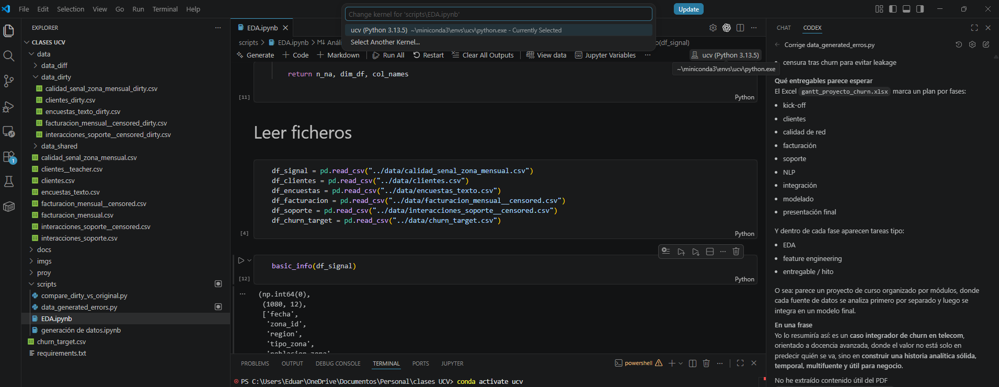 File Edit Selection View Go Run Terminal Help
Change kernel for 'scripts\EDA.ipynb'
ucv (Python 3.13.5) ~\miniconda3\envs\ucv\python.exe - Currently Selected
Select Another Kernel...
Update
EXPLORER
CLASES UCV
data
data_diff
data_dirty
calidad_senal_zona_mensual_dirty.csv
clientes_dirty.csv
encuestas_texto_dirty.csv
facturacion_mensual__censored_dirty.csv
interacciones_soporte__censored_dirty.csv
data_shared
calidad_senal_zona_mensual.csv
clientes__teacher.csv
clientes.csv
encuestas_texto.csv
facturacion_mensual__censored.csv
facturacion_mensual.csv
interacciones_soporte__censored.csv
interacciones_soporte.csv
docs
imgs
proy
scripts
compare_dirty_vs_original.py
data_generated_errors.py
EDA.ipynb
generación de datos.ipynb
churn_target.csv
requirements.txt
1
EDA.ipynb
scripts > EDA.ipynb > M↓ Anális
o(df_signal)
Generate + Code + Markdown Run All Restart Clear All Outputs View data Jupyter Variables ... ucv (Python 3.13.5)
~\miniconda3\envs\ucv\python.exe
return n_na, dim_df, col_names
[11]
Python
Leer ficheros
df_signal = pd.read_csv("../data/calidad_senal_zona_mensual.csv")
df_clientes = pd.read_csv("../data/clientes.csv")
df_encuestas = pd.read_csv("../data/encuestas_texto.csv")
df_facturacion = pd.read_csv("../data/facturacion_mensual__censored.csv")
df_soporte = pd.read_csv("../data/interacciones_soporte__censored.csv")
df_churn_target = pd.read_csv("../data/churn_target.csv")
[4]
Python
basic_info(df_signal)
[12]
Python
(np.int64(0),
(1080, 12),
['fecha',
'zona_id',
'region',
'tipo_zona',
'poblacion_zona',
PROBLEMS OUTPUT DEBUG CONSOLE TERMINAL PORTS JUPYTER
powershell
PS C:\Users\Eduar\OneDrive\Documentos\Personal\clases UCV> conda activate ucv
CHAT CODEX
Corrige data_generated_erros.py
censura tras churn para evitar leakage
Qué entregables parece esperar
El Excel gantt_proyecto_churn.xlsx marca un plan por fases:
kick-off
clientes
calidad de red
facturación
soporte
NLP
integración
modelado
presentación final
Y dentro de cada fase aparecen tareas tipo:
EDA
feature engineering
entregable / hito
O sea: parece un proyecto de curso organizado por módulos, donde
cada fuente de datos se analiza primero por separado y luego se
integra en un modelo final.
En una frase
Yo lo resumiría así: es un caso integrador de churn en telecom,
orientado a docencia avanzada, donde el valor no está solo en
predecir quién se va, sino en construir una historia analítica sólida,
temporal, multifuente y útil para negocio.
No he extraído contenido útil del PDF